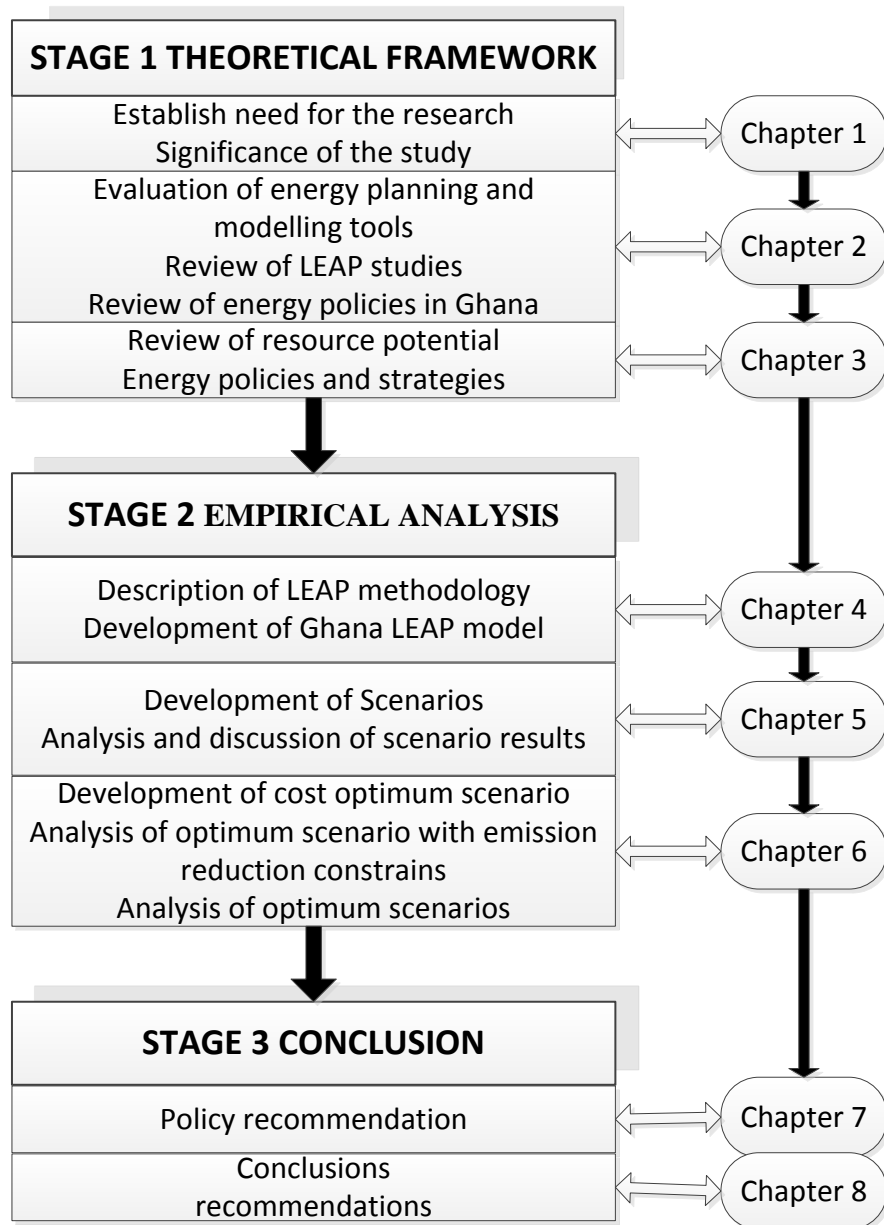 STAGE 1 THEORETICAL FRAMEWORK
Establish need for the research
Significance of the study
Chapter 1
Evaluation of energy planning and
modelling tools
Review of LEAP studies
Review of energy policies in Ghana
Chapter 2
Review of resource potential
Energy policies and strategies
Chapter 3
STAGE 2 EMPIRICAL ANALYSIS
Description of LEAP methodology
Development of Ghana LEAP model
Chapter 4
Development of Scenarios
Analysis and discussion of scenario results
Chapter 5
Development of cost optimum scenario
Analysis of optimum scenario with emission
reduction constrains
Analysis of optimum scenarios
Chapter 6
STAGE 3 CONCLUSION
Policy recommendation
Chapter 7
Conclusions
recommendations
Chapter 8